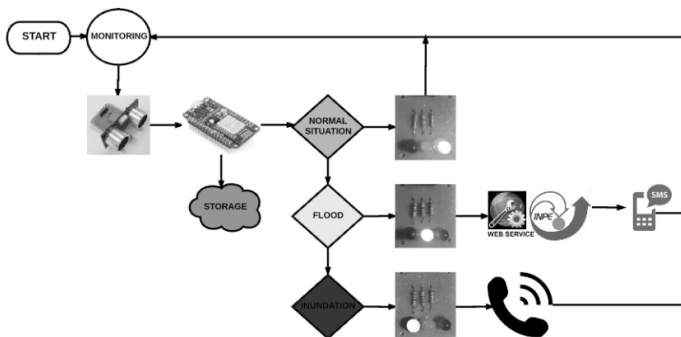 START
MONITORING
NORMAL
SITUATION
STORAGE
FLOOD
WEB SERVICE
INPE
SMS
INUNDATION